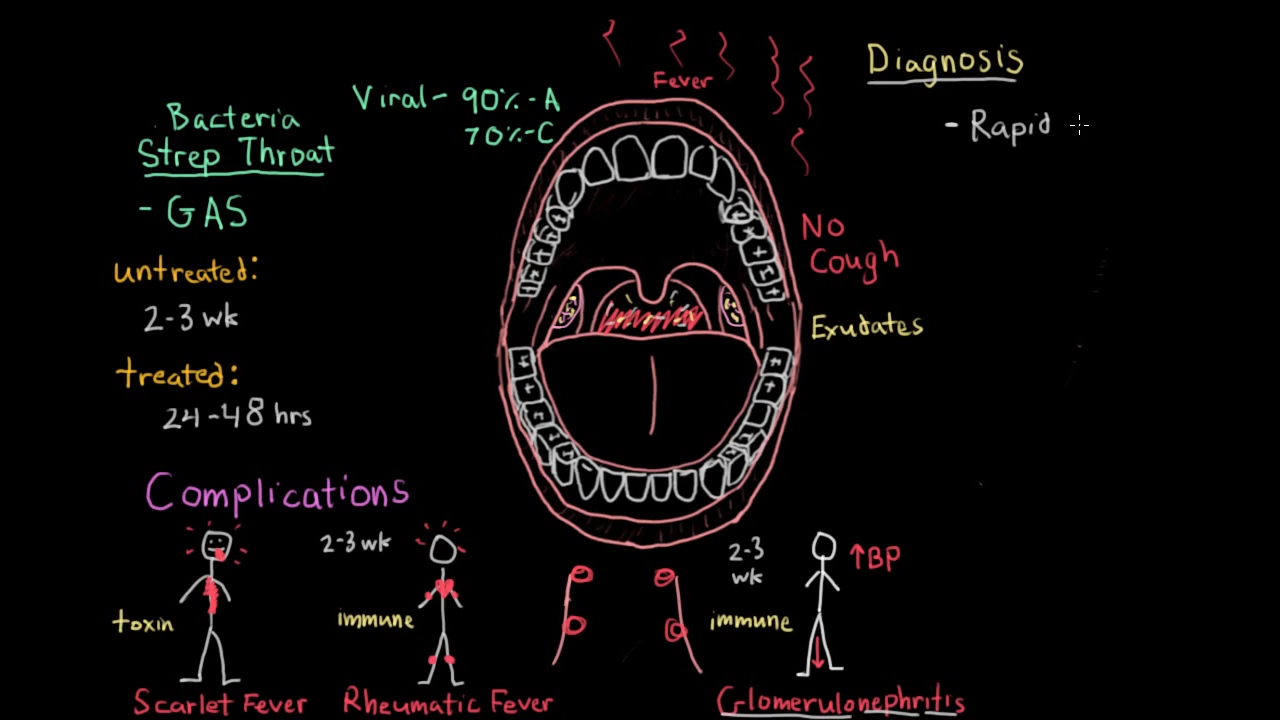 Fever
Diagnosis
- Rapid
Viral - 90% - A
70% - C
Bacteria
Strep Throat
- GAS
untreated:
2-3 wk
treated:
24-48 hrs
No
Cough
Exudates
Complications
toxin
Scarlet Fever
2-3 wk
immune
Rheumatic Fever
2-3
wk
↑BP
immune
Glomerulonephritis